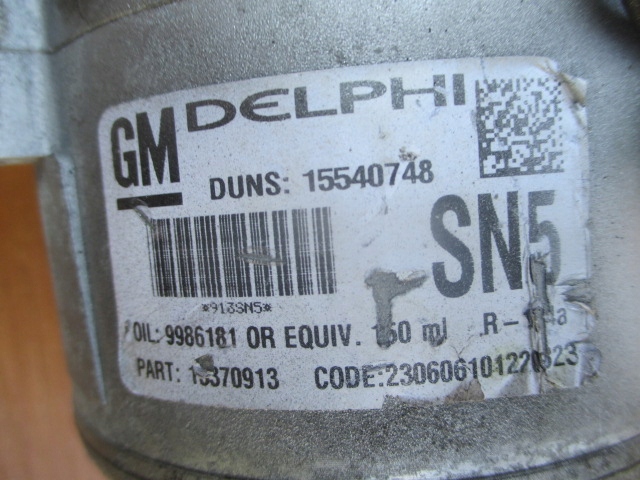 GM DELPHI
DUNS: 15540748
*913SN5*
SN5
OIL: 9986181 OR EQUIV. ml
PART:
CODE: